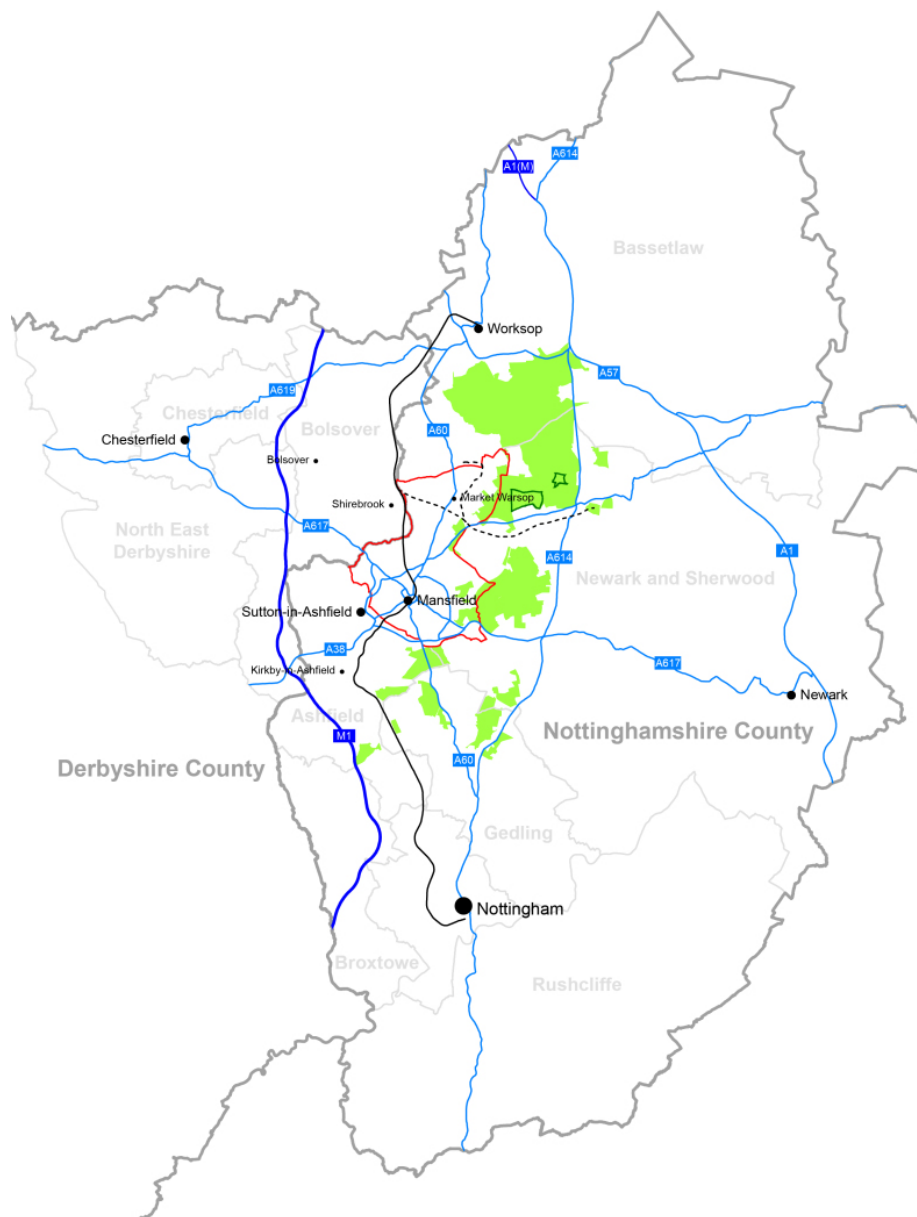 A614
A1(M)
Bassetlaw
Worksop
A57
A619
Chesterfield
Bolsover
A60
Chesterfield
Bolsover
Market Warsop
Shirebrook
A617
North East
Derbyshire
A1
A614
Newark and Sherwood
Mansfield
Sutton-in-Ashfield
A38
A617
Kirkby-in-Ashfield
Newark
Ashfield
Nottinghamshire County
M1
A60
Derbyshire County
Gedling
Nottingham
Broxtowe
Rushcliffe